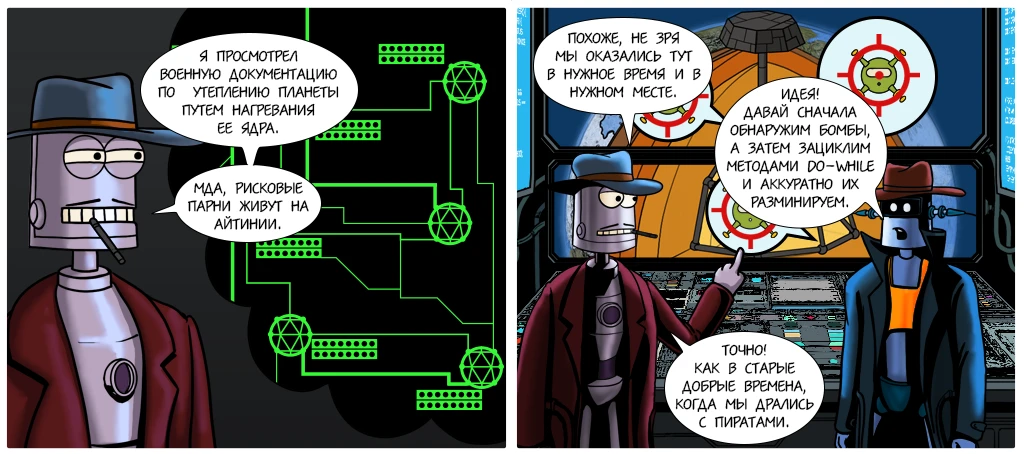 Я ПРОСМОТРЕЛ
ВОЕННУЮ ДОКУМЕНТАЦИЮ
ПО УТЕПЛЕНИЮ ПЛАНЕТЫ
ПУТЕМ НАГРЕВАНИЯ
ЕЕ ЯДРА.
МДА, РИСКОВЫЕ
ПАРНИ ЖИВУТ НА
АЙТИНИИ.
ПОХОЖЕ, НЕ ЗРЯ
МЫ ОКАЗАЛИСЬ ТУТ
В НУЖНОЕ ВРЕМЯ И В
НУЖНОМ МЕСТЕ.
ИДЕЯ!
ДАВАЙ СНАЧАЛА
ОБНАРУЖИМ БОМБЫ,
А ЗАТЕМ ЗАЦИКЛИМ
МЕТОДАМИ DO-WHILE
И АККУРАТНО ИХ
РАЗМИНИРУЕМ.
ТОЧНО!
КАК В СТАРЫЕ
ДОБРЫЕ ВРЕМЕНА,
КОГДА МЫ ДРАЛИСЬ
С ПИРАТАМИ.